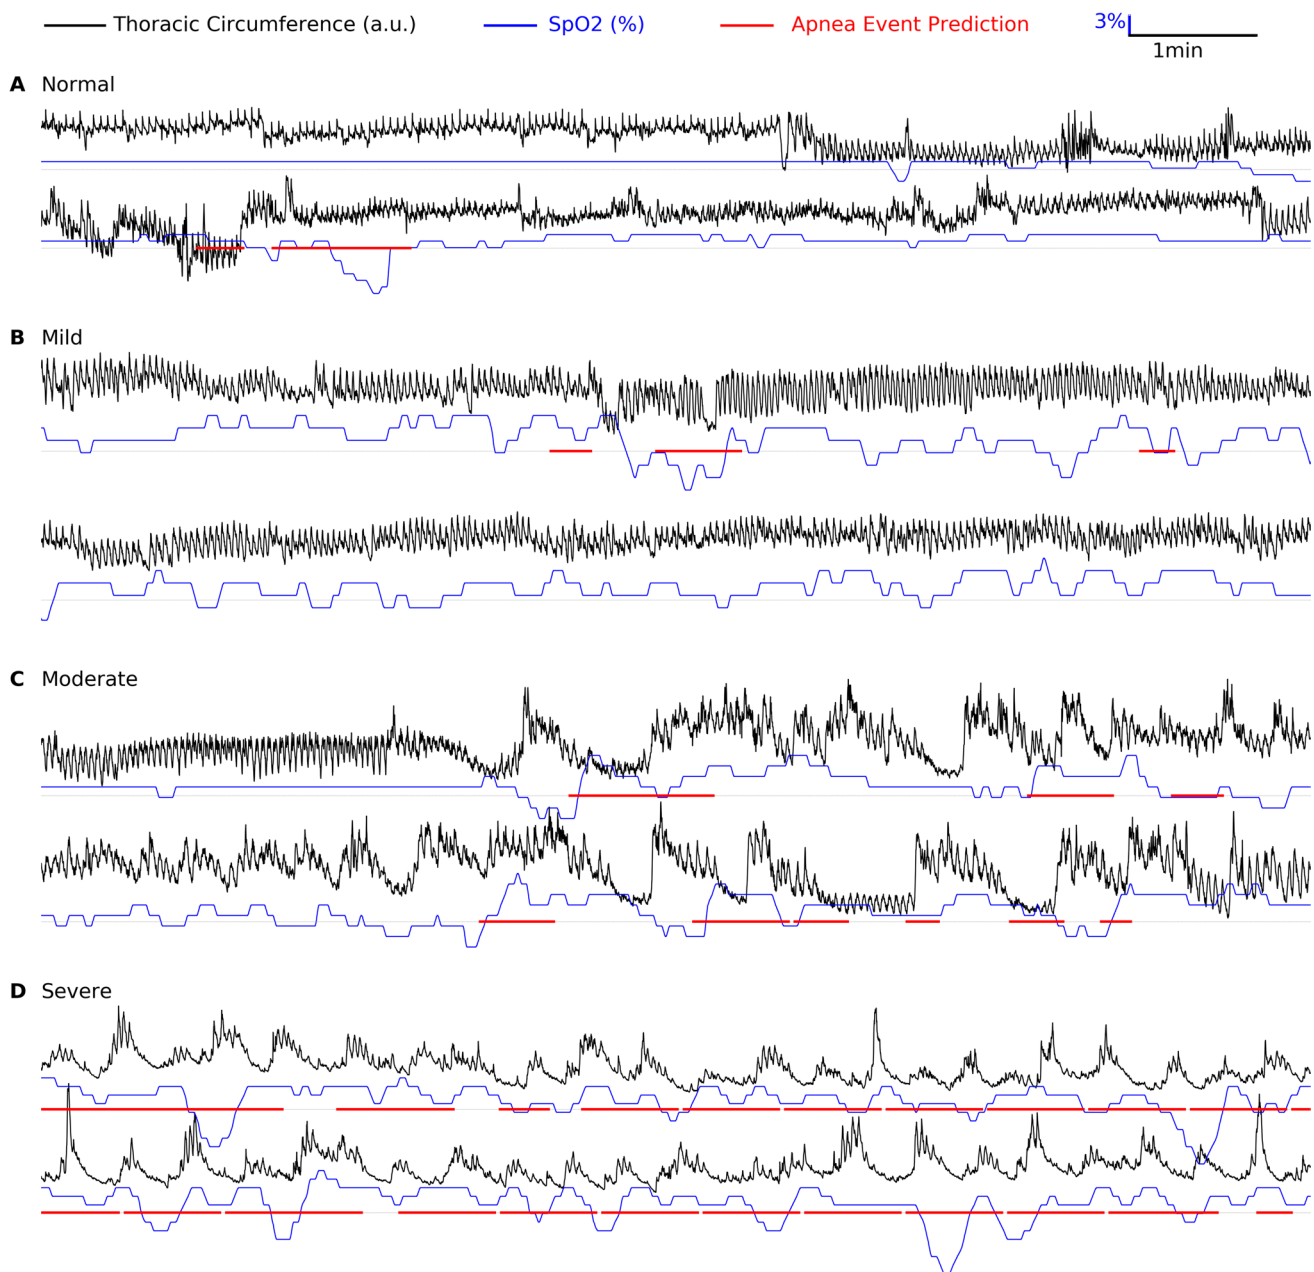 Thoracic Circumference (a.u.) SpO2 (%) Apnea Event Prediction 3%
1min
A Normal
B Mild
C Moderate
D Severe